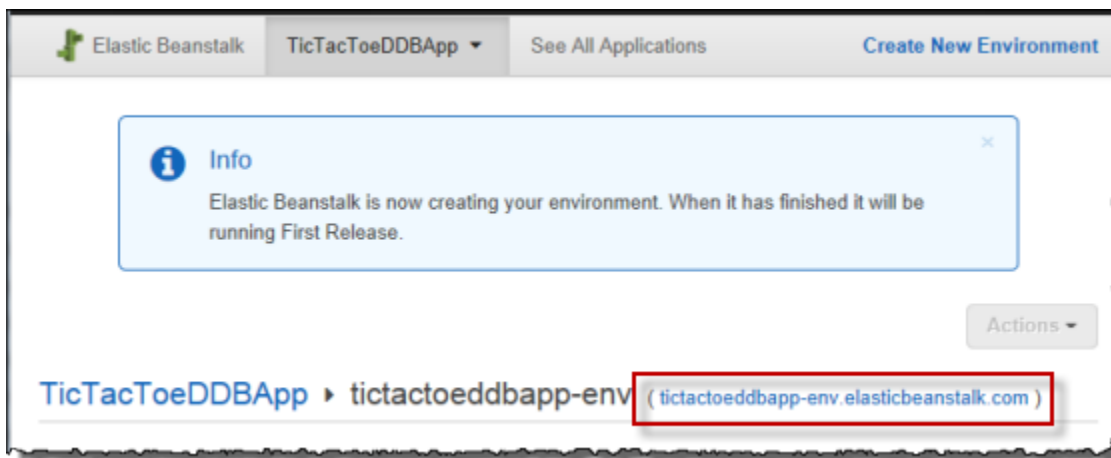 Elastic Beanstalk TicTacToeDDBApp See All Applications Create New Environment
Info
Elastic Beanstalk is now creating your environment. When it has finished it will be
running First Release.
Actions
TicTacToeDDBApp tictactoeddbapp-env ( tictactoeddbapp-env.elasticbeanstalk.com )